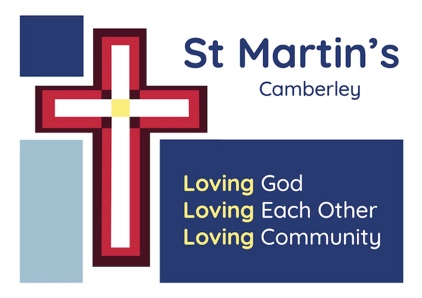 St Martin’s
Camberley
Loving God
Loving Each Other
Loving Community